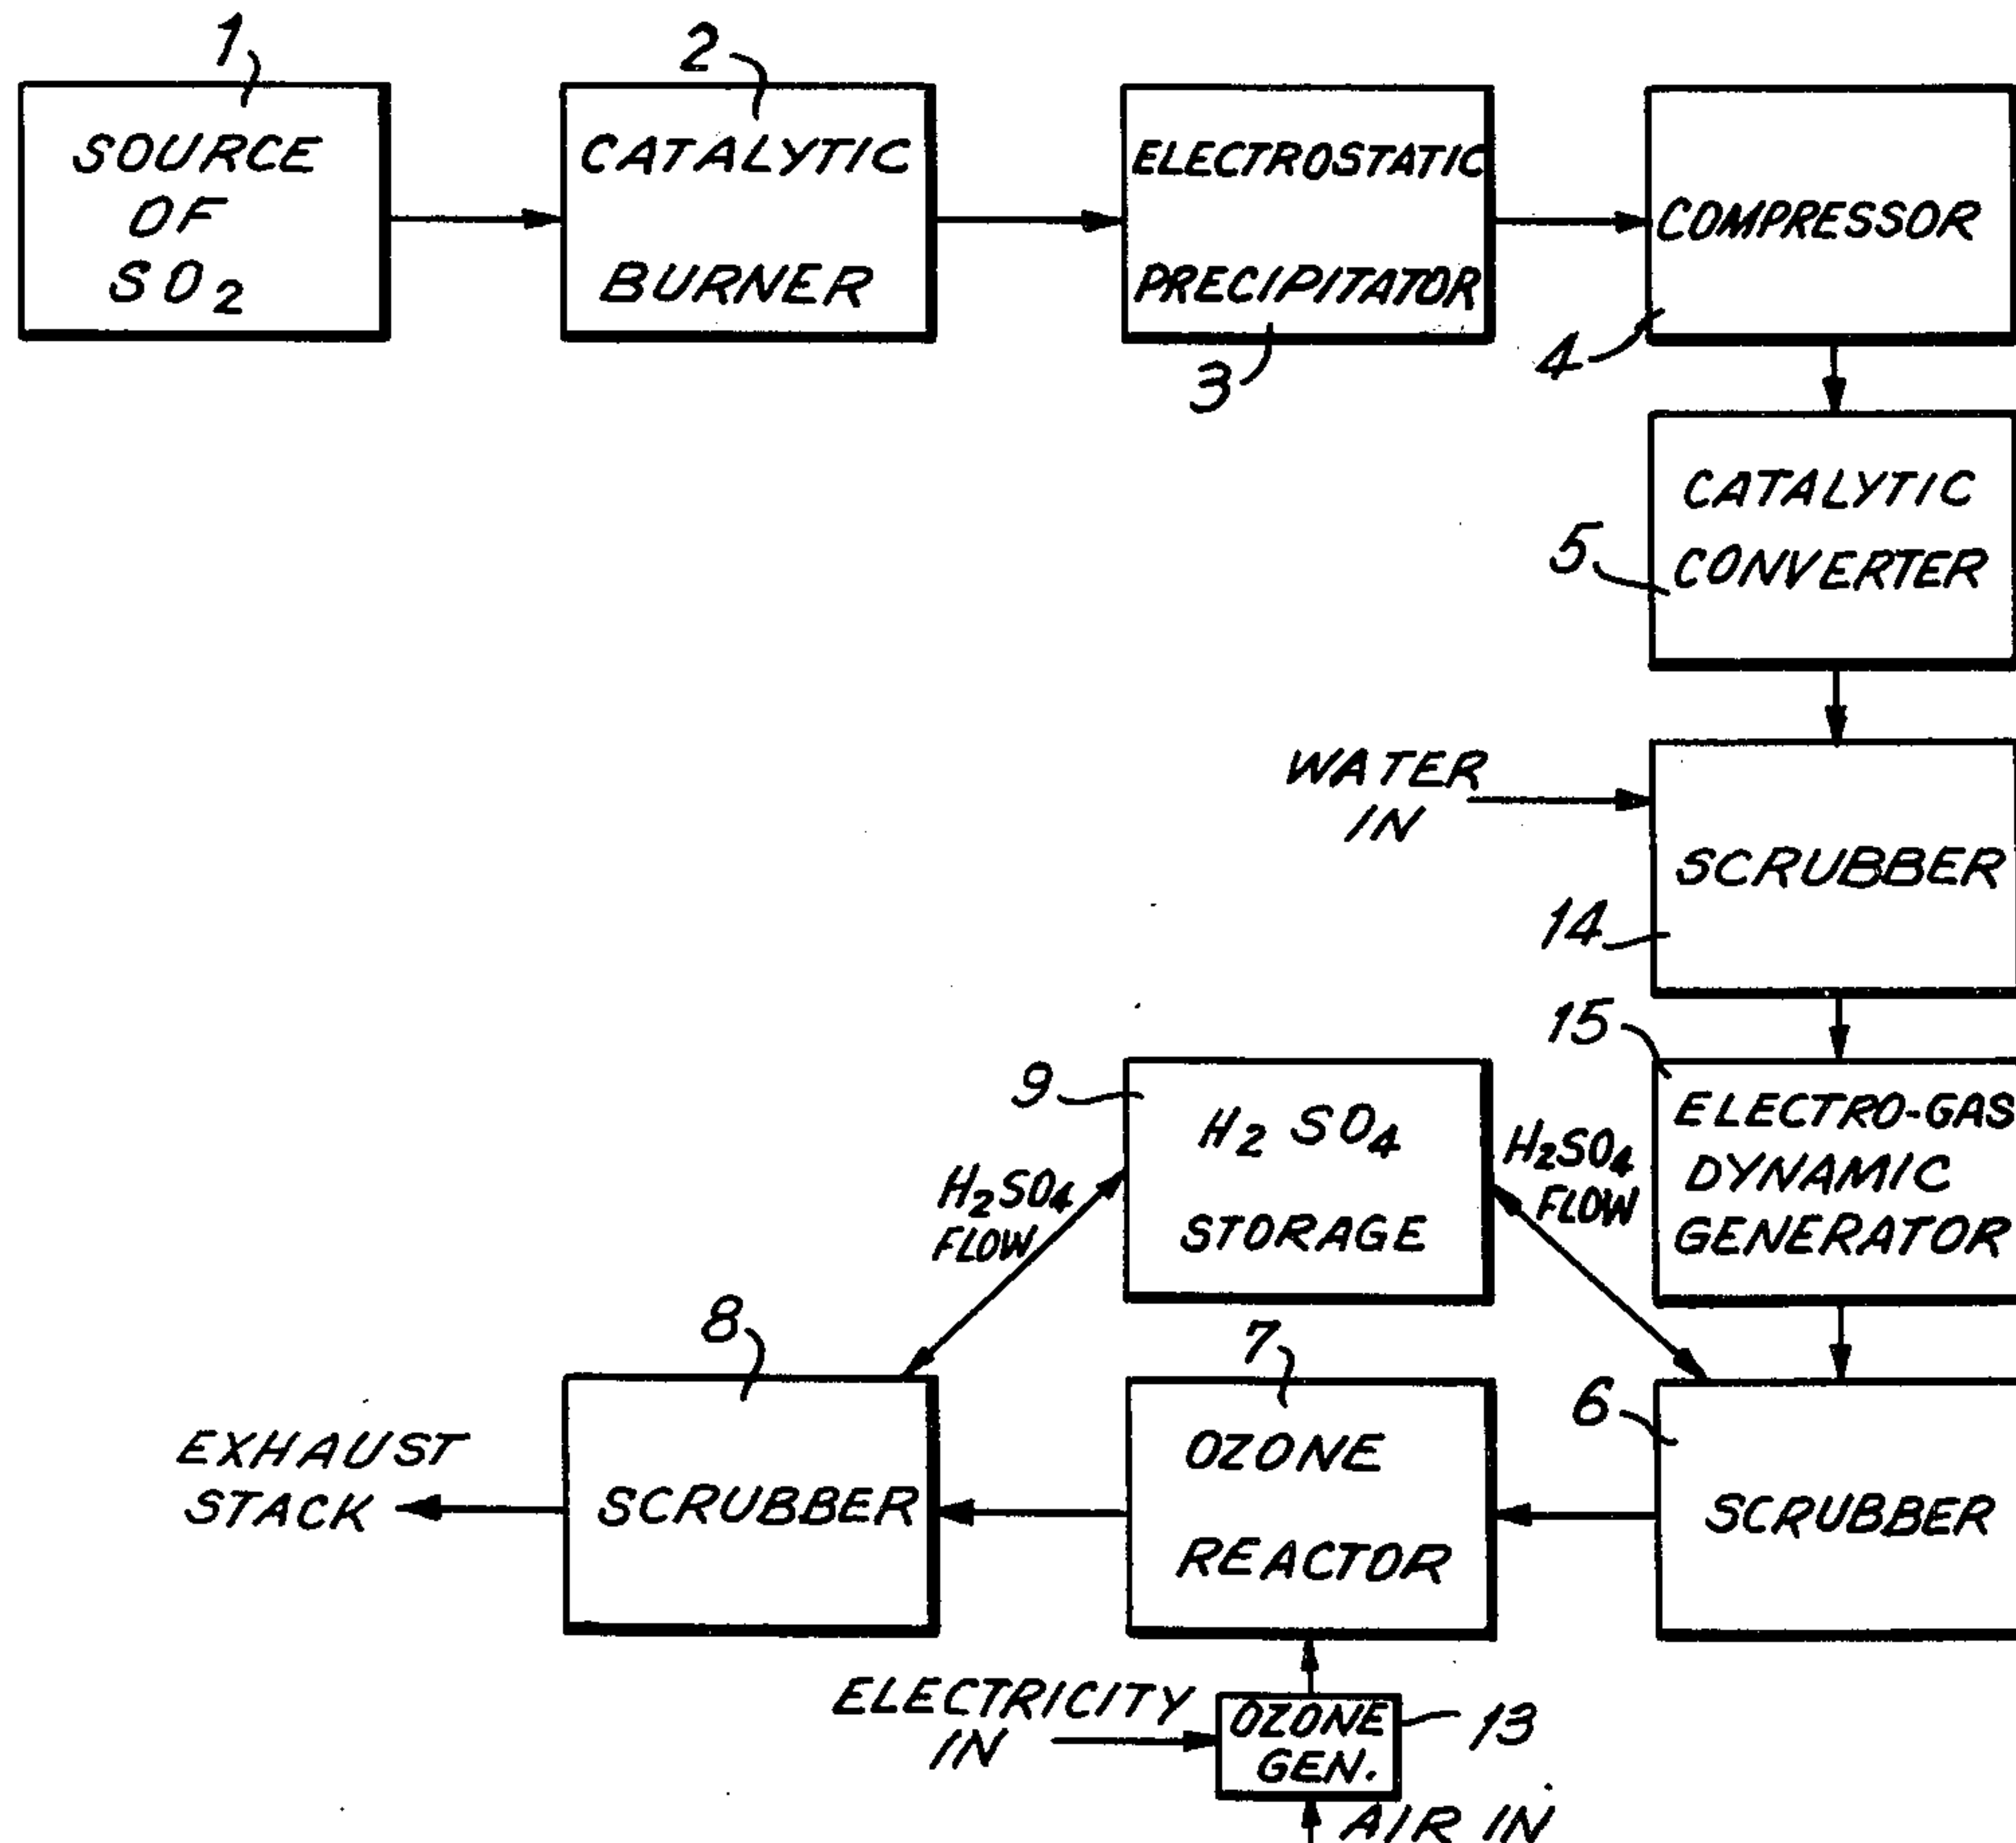 1
SOURCE
OF
SO2
2
CATALYTIC
BURNER
ELECTROSTATIC
PRECIPITATOR
3
COMPRESSOR
4
CATALYTIC
CONVERTER
5
WATER
IN
SCRUBBER
14
15
ELECTRO-GAS
DYNAMIC
GENERATOR
9
H2 SO4
STORAGE
H2SO4
FLOW
H2SO4
FLOW
8
SCRUBBER
EXHAUST
STACK
7
OZONE
REACTOR
6
SCRUBBER
ELECTRICITY
IN
OZONE
GEN.
13
AIR IN